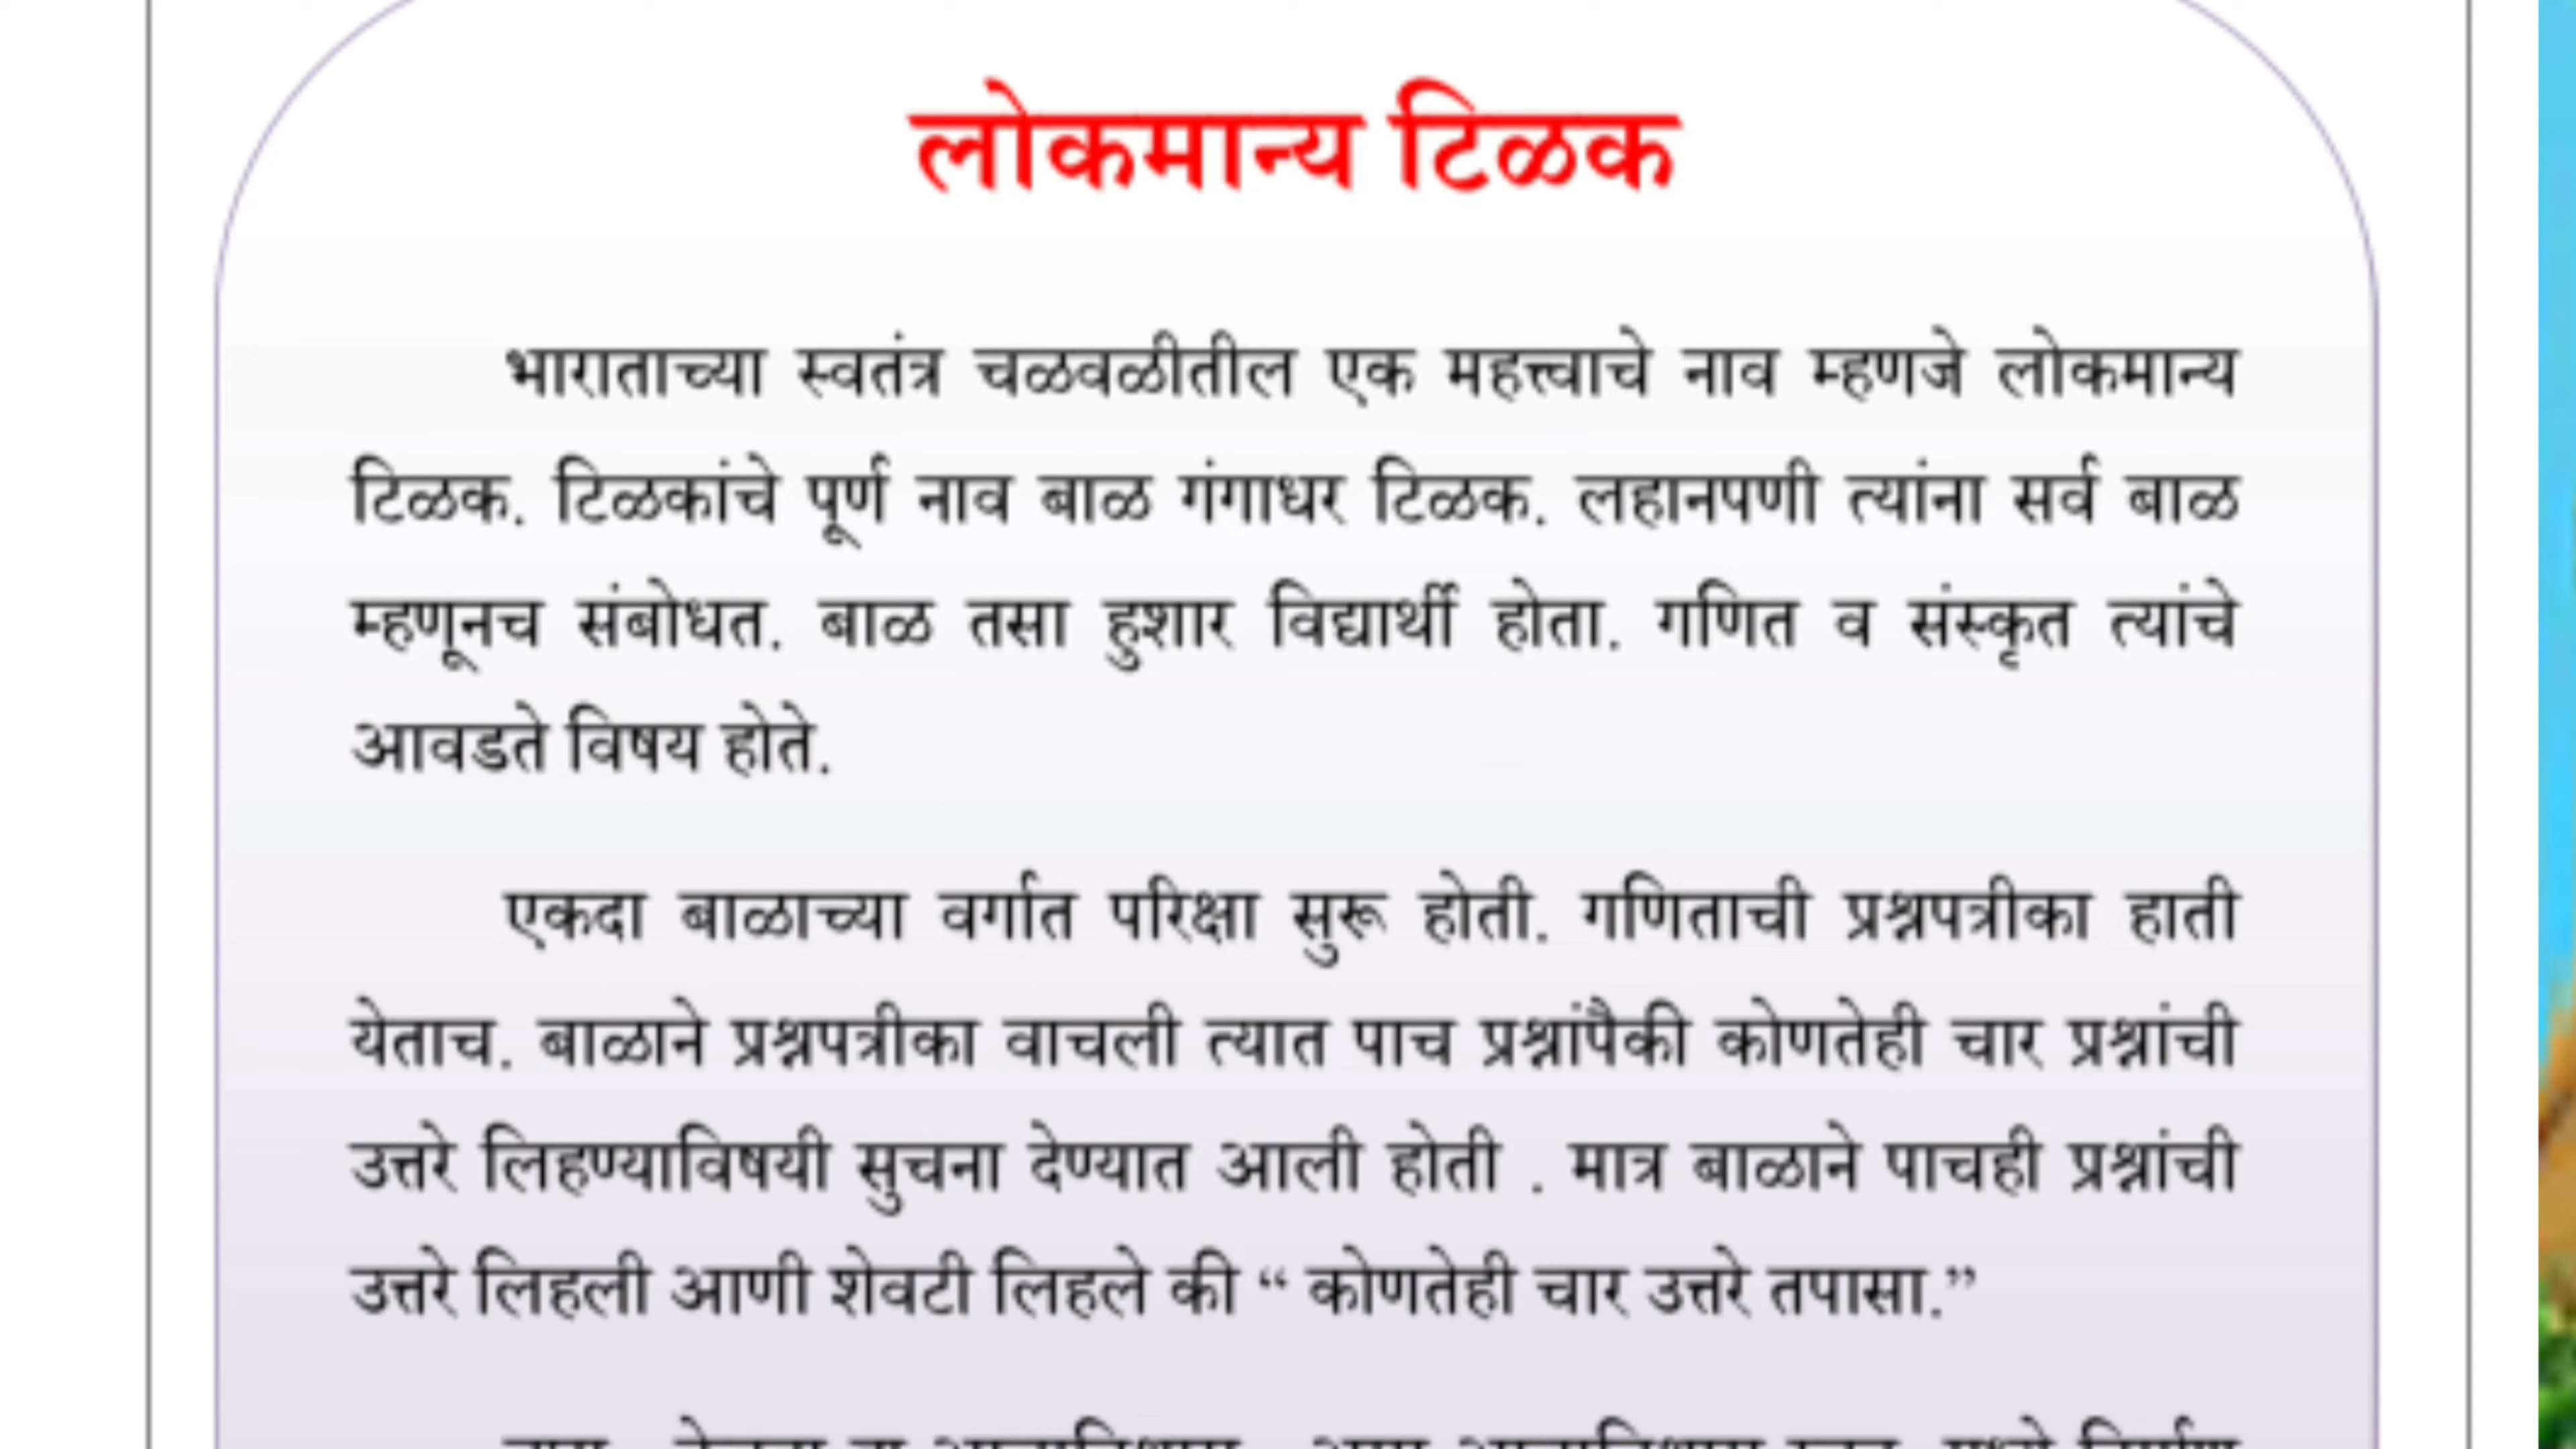 लोकमान्य टिळक
भाराताच्या स्वतंत्र चळवळीतील एक महत्त्वाचे नाव म्हणजे लोकमान्य
टिळक. टिळकांचे पूर्ण नाव बाळ गंगाधर टिळक. लहानपणी त्यांना सर्व बाळ
म्हणूनच संबोधत. बाळ तसा हुशार विद्यार्थी होता. गणित व संस्कृत त्यांचे
आवडते विषय होते.
एकदा बाळाच्या वर्गात परिक्षा सुरू होती. गणिताची प्रश्नपत्रीका हाती
येताच. बाळाने प्रश्नपत्रीका वाचली त्यात पाच प्रश्नांपैकी कोणतेही चार प्रश्नांची
उत्तरे लिहण्याविषयी सुचना देण्यात आली होती . मात्र बाळाने पाचही प्रश्नांची
उत्तरे लिहली आणी शेवटी लिहले की “ कोणतेही चार उत्तरे तपासा.”